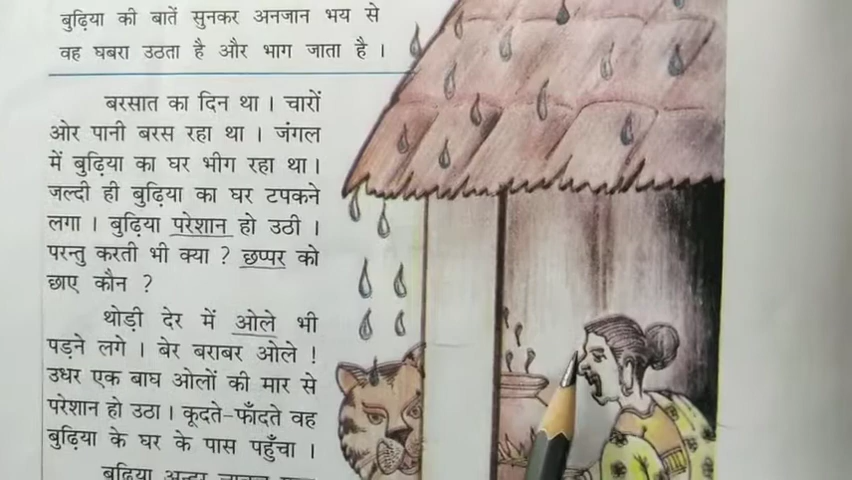 बुढ़िया की बातें सुनकर अनजान भय से
वह घबरा उठता है और भाग जाता है ।
बरसात का दिन था । चारों
ओर पानी बरस रहा था । जंगल
में बुढ़िया का घर भीग रहा था ।
जल्दी ही बुढ़िया का घर टपकने
लगा । बुढ़िया परेशान हो उठी ।
परन्तु करती भी क्या ? छप्पर को
छाए कौन ?
थोड़ी देर में ओले भी
पड़ने लगे । बेर बराबर ओले !
उधर एक बाघ ओलों की मार से
परेशान हो उठा । कूदते-फाँदते वह
बुढ़िया के घर के पास पहुँचा ।
बुढ़िया अन्दर